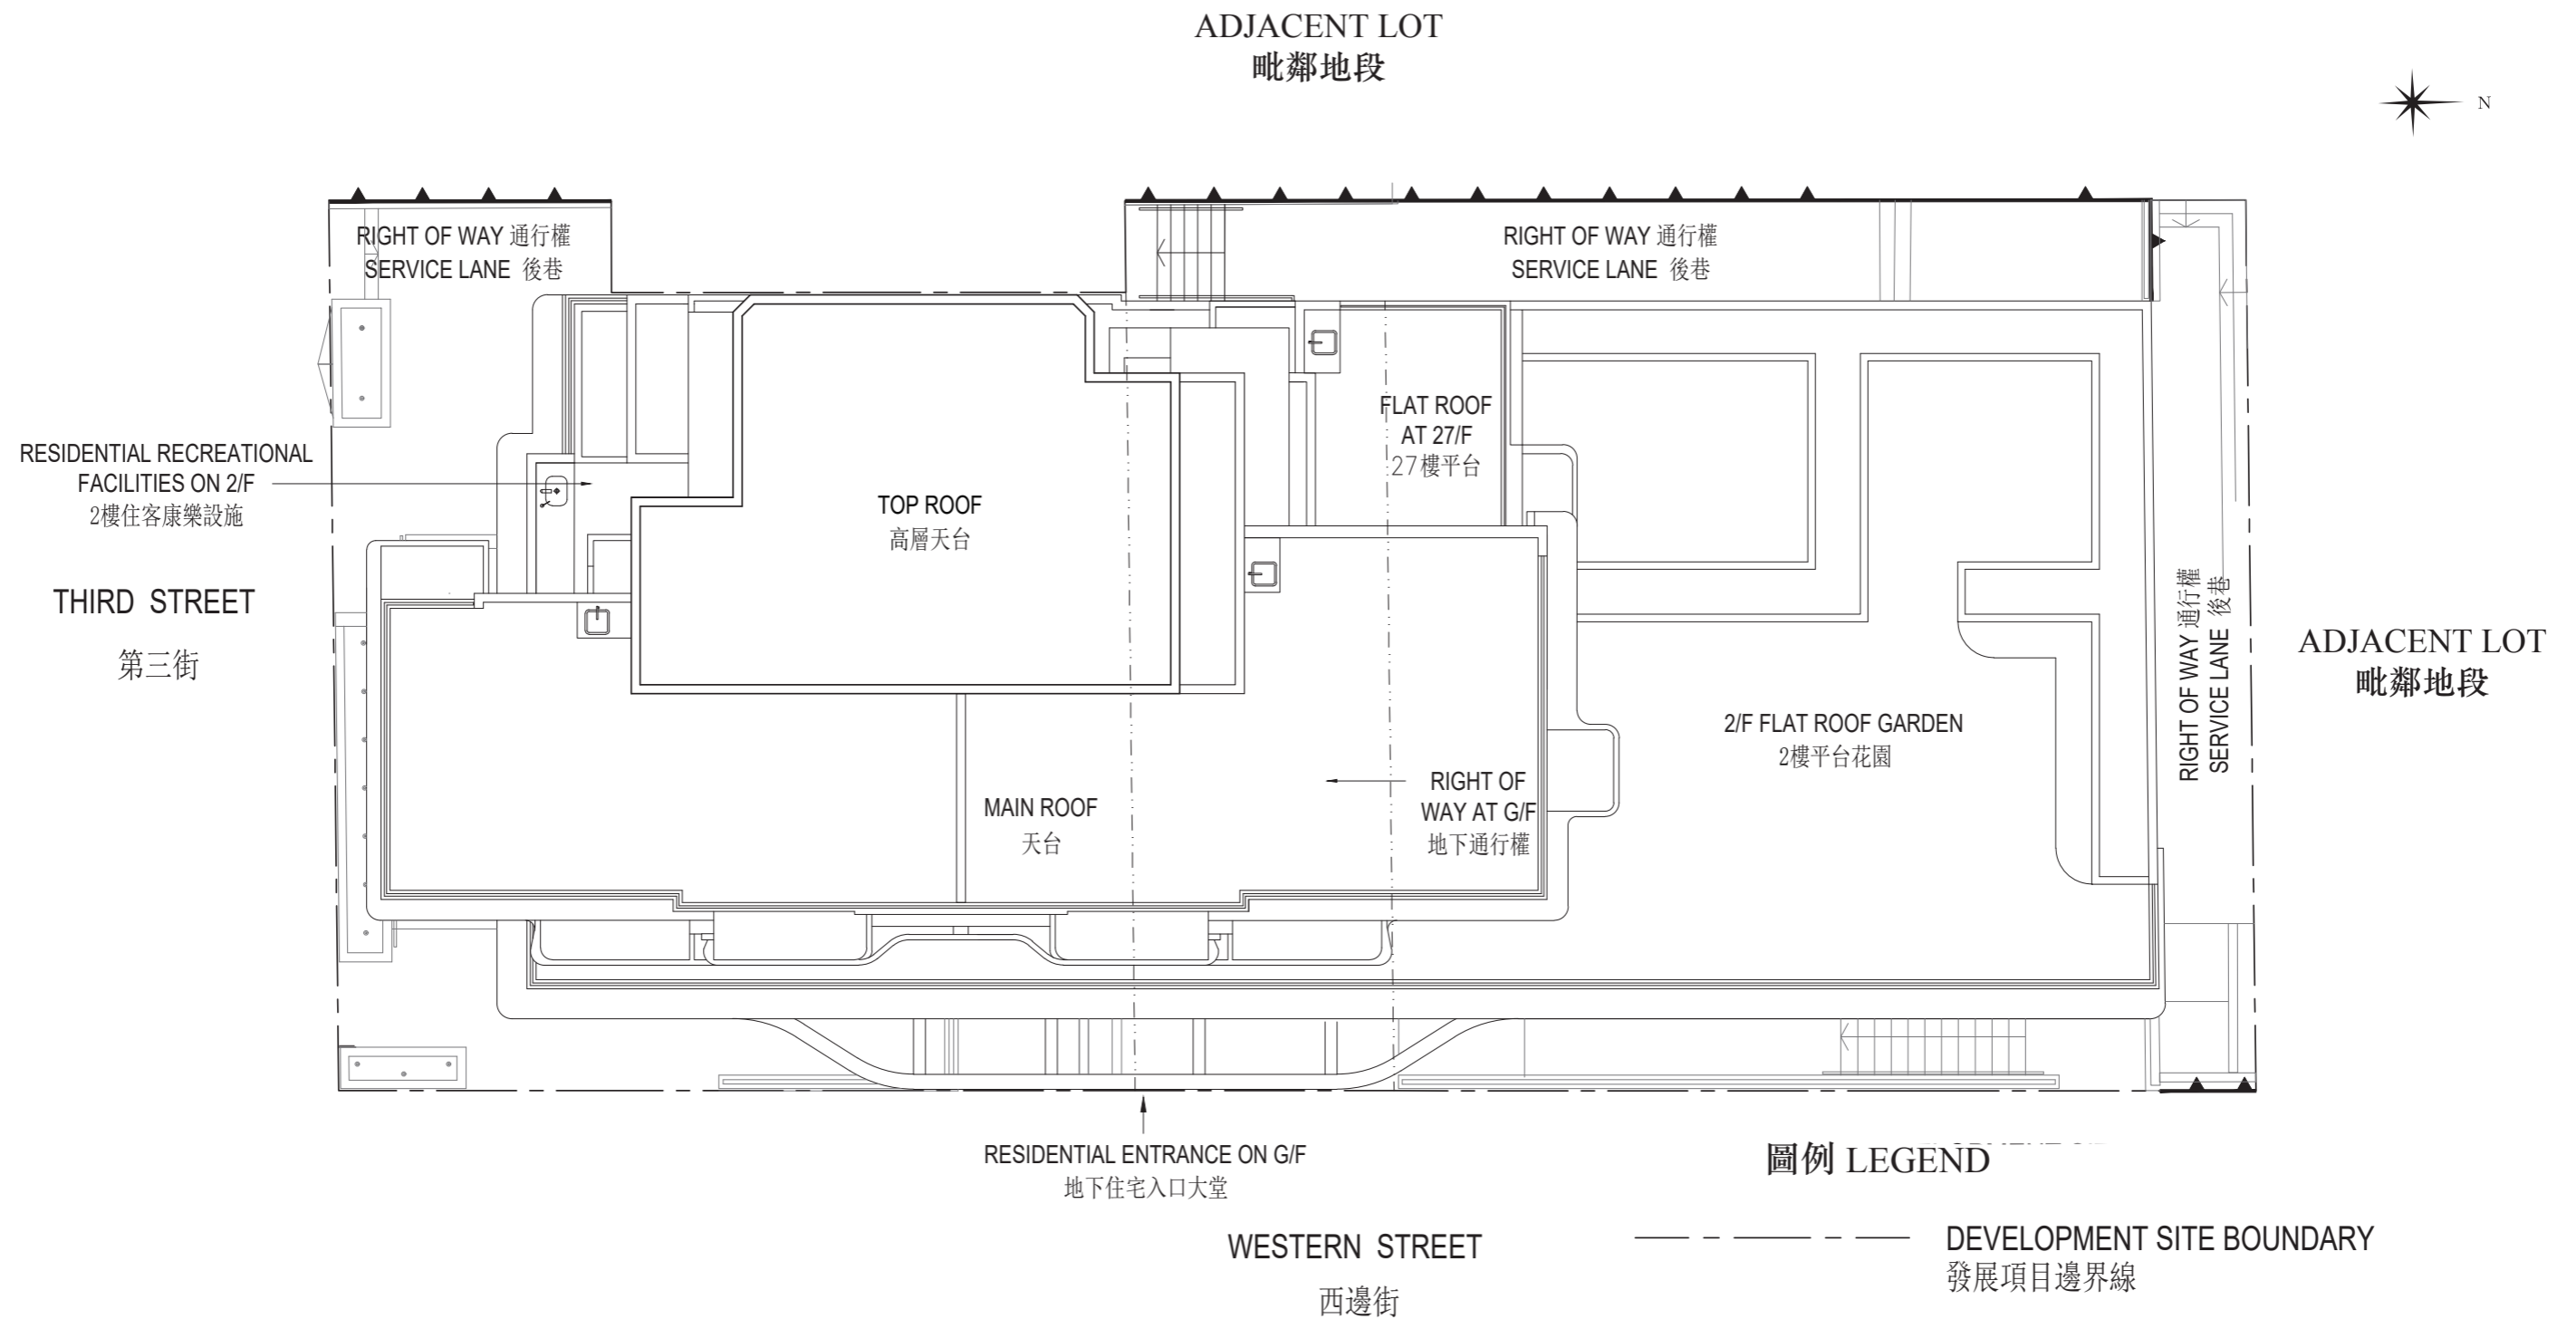 ADJACENT LOT
毗鄰地段
N
RIGHT OF WAY 通行權
SERVICE LANE 後巷
RIGHT OF WAY 通行權
SERVICE LANE 後巷
FLAT ROOF
AT 27/F
27樓平台
RESIDENTIAL RECREATIONAL
FACILITIES ON 2/F
2樓住客康樂設施
TOP ROOF
高層天台
THIRD STREET
第三街
RIGHT OF WAY 通行權
SERVICE LANE 後巷
ADJACENT LOT
毗鄰地段
2/F FLAT ROOF GARDEN
2樓平台花園
MAIN ROOF
天台
RIGHT OF
WAY AT G/F
地下通行權
RESIDENTIAL ENTRANCE ON G/F
地下住宅入口大堂
圖例 LEGEND
WESTERN STREET
西邊街
DEVELOPMENT SITE BOUNDARY
發展項目邊界線